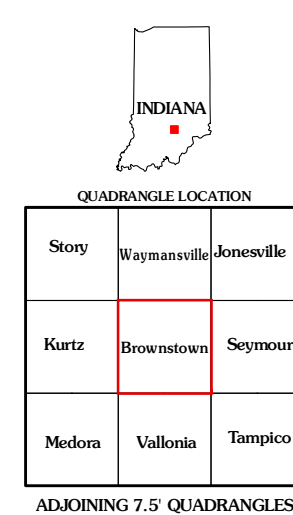 INDIANA
QUADRANGLE LOCATION
Story Waymansville Jonesville
Kurtz Brownstown Seymour
Medora Vallonia Tampico
ADJOINING 7.5' QUADRANGLES